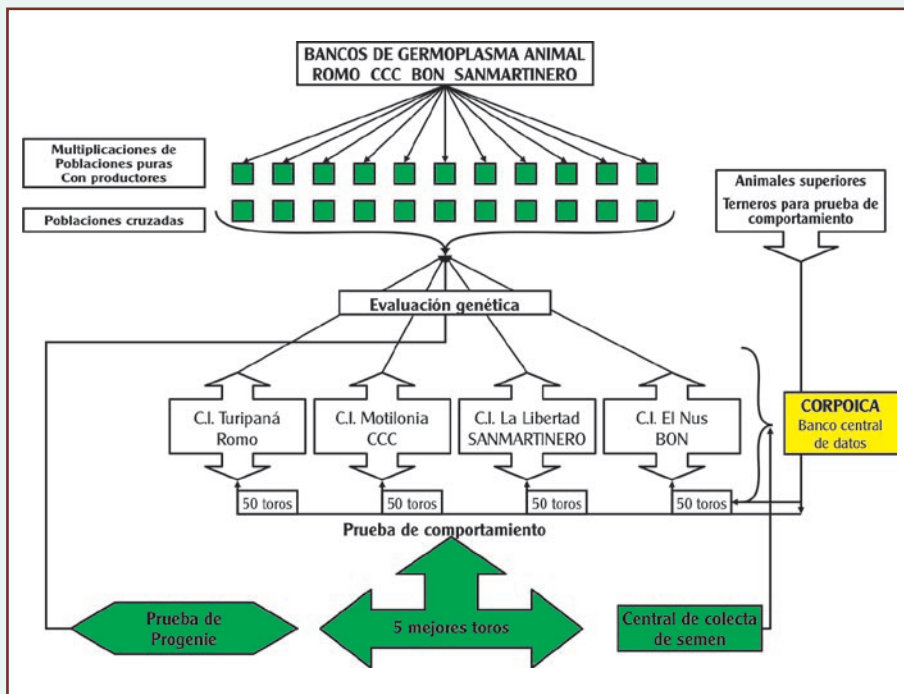 BANCOS DE GERMOPLASMA ANIMAL
ROMO CCC BON SANMARTINERO
Multiplicaciones de
Poblaciones puras
Con productores
Poblaciones cruzadas
Animales superiores
Terneros para prueba de
comportamiento
Evaluación genética
C.I. Turipaná
Romo
C.I. Motilonia
CCC
C.I. La Libertad
SANMARTINERO
C.I. El Nus
BON
CORPOICA
Banco central
de datos
50 toros
50 toros
50 toros
50 toros
Prueba de comportamiento
Prueba de
Progenie
5 mejores toros
Central de colecta
de semen